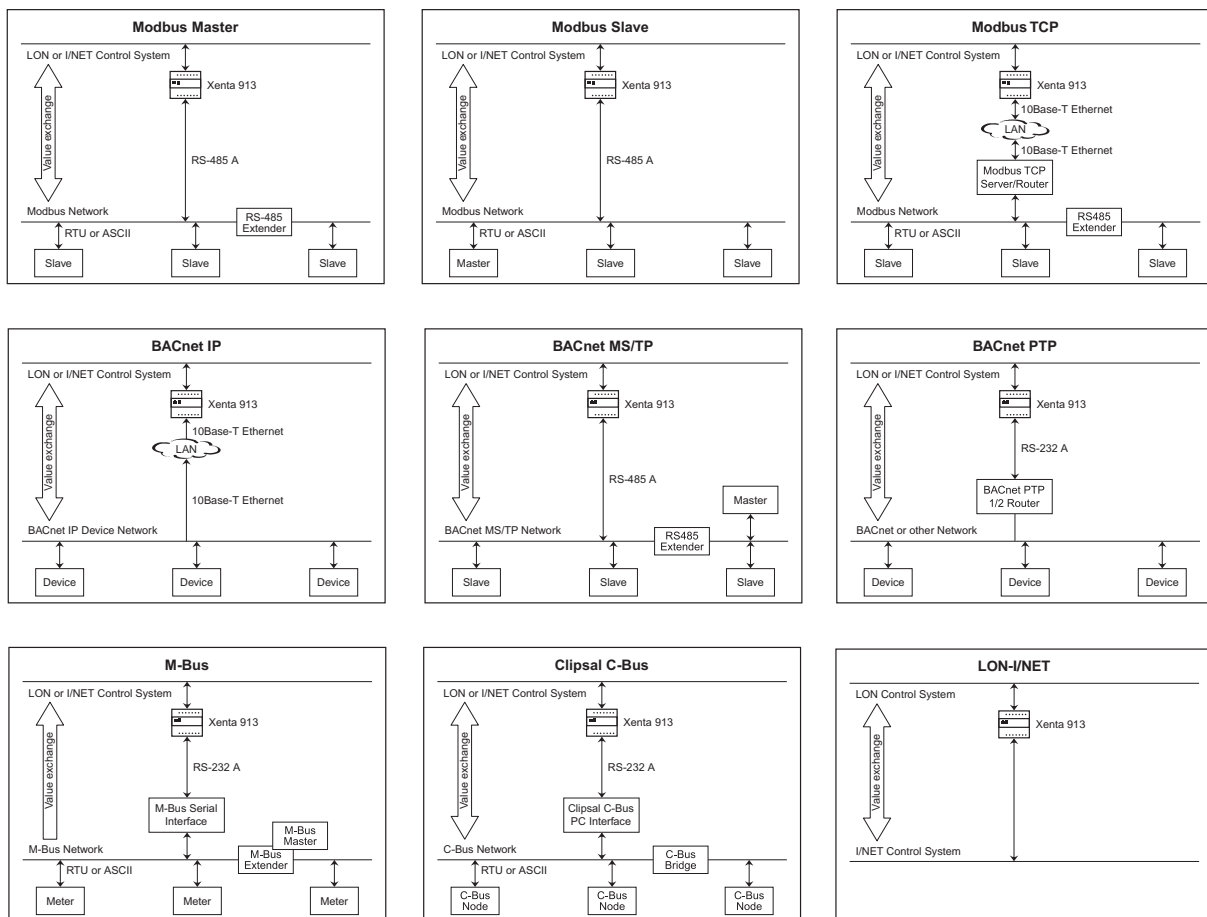 Modbus Master
LON or I/NET Control System
Xenta 913
Value exchange
RS-485 A
Modbus Network
RS-485
Extender
RTU or ASCII
Slave
Slave
Slave
Modbus Slave
LON or I/NET Control System
Xenta 913
Value exchange
RS-485 A
Modbus Network
RTU or ASCII
Master
Slave
Slave
Modbus TCP
LON or I/NET Control System
Xenta 913
10Base-T Ethernet
Value exchange
LAN
10Base-T Ethernet
Modbus TCP
Server/Router
Modbus Network
RS485
Extender
RTU or ASCII
Slave
Slave
Slave
BACnet IP
LON or I/NET Control System
Xenta 913
10Base-T Ethernet
Value exchange
LAN
10Base-T Ethernet
BACnet IP Device Network
Device
Device
Device
BACnet MS/TP
LON or I/NET Control System
Xenta 913
Value exchange
RS-485 A
Master
BACnet MS/TP Network
RS485
Extender
Slave
Slave
Slave
BACnet PTP
LON or I/NET Control System
Xenta 913
Value exchange
RS-232 A
BACnet PTP
1/2 Router
BACnet or other Network
Device
Device
Device
M-Bus
LON or I/NET Control System
Xenta 913
Value exchange
RS-232 A
M-Bus Serial
Interface
M-Bus
Master
M-Bus Network
M-Bus
Extender
RTU or ASCII
Meter
Meter
Meter
Clipsal C-Bus
LON or I/NET Control System
Xenta 913
Value exchange
RS-232 A
Clipsal C-Bus
PC Interface
C-Bus Network
C-Bus
Bridge
RTU or ASCII
C-Bus
Node
C-Bus
Node
C-Bus
Node
LON-I/NET
LON Control System
Xenta 913
Value exchange
I/NET Control System